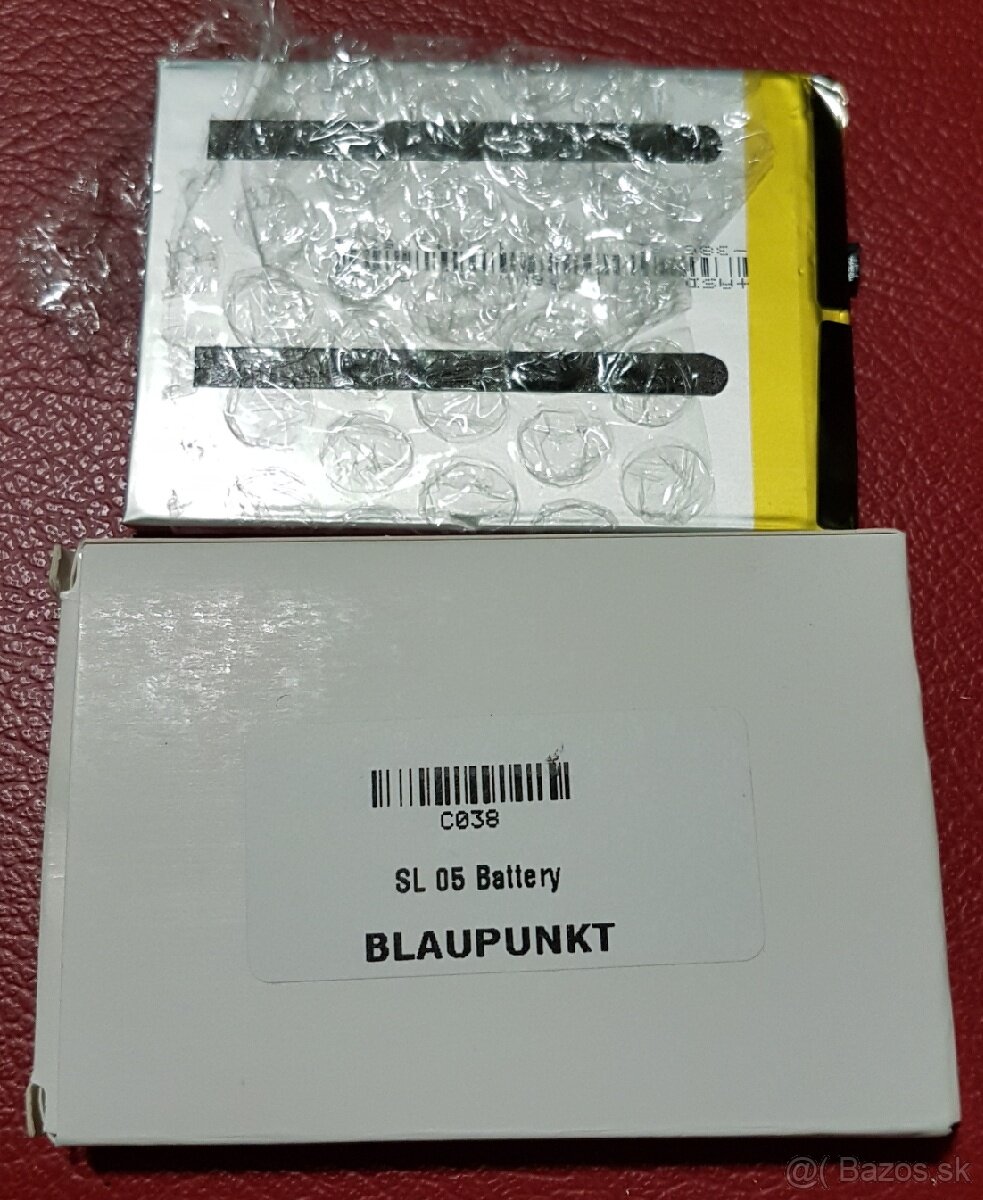 C038
SL 05 Battery
BLAUPUNKT
@( Bazos.sk